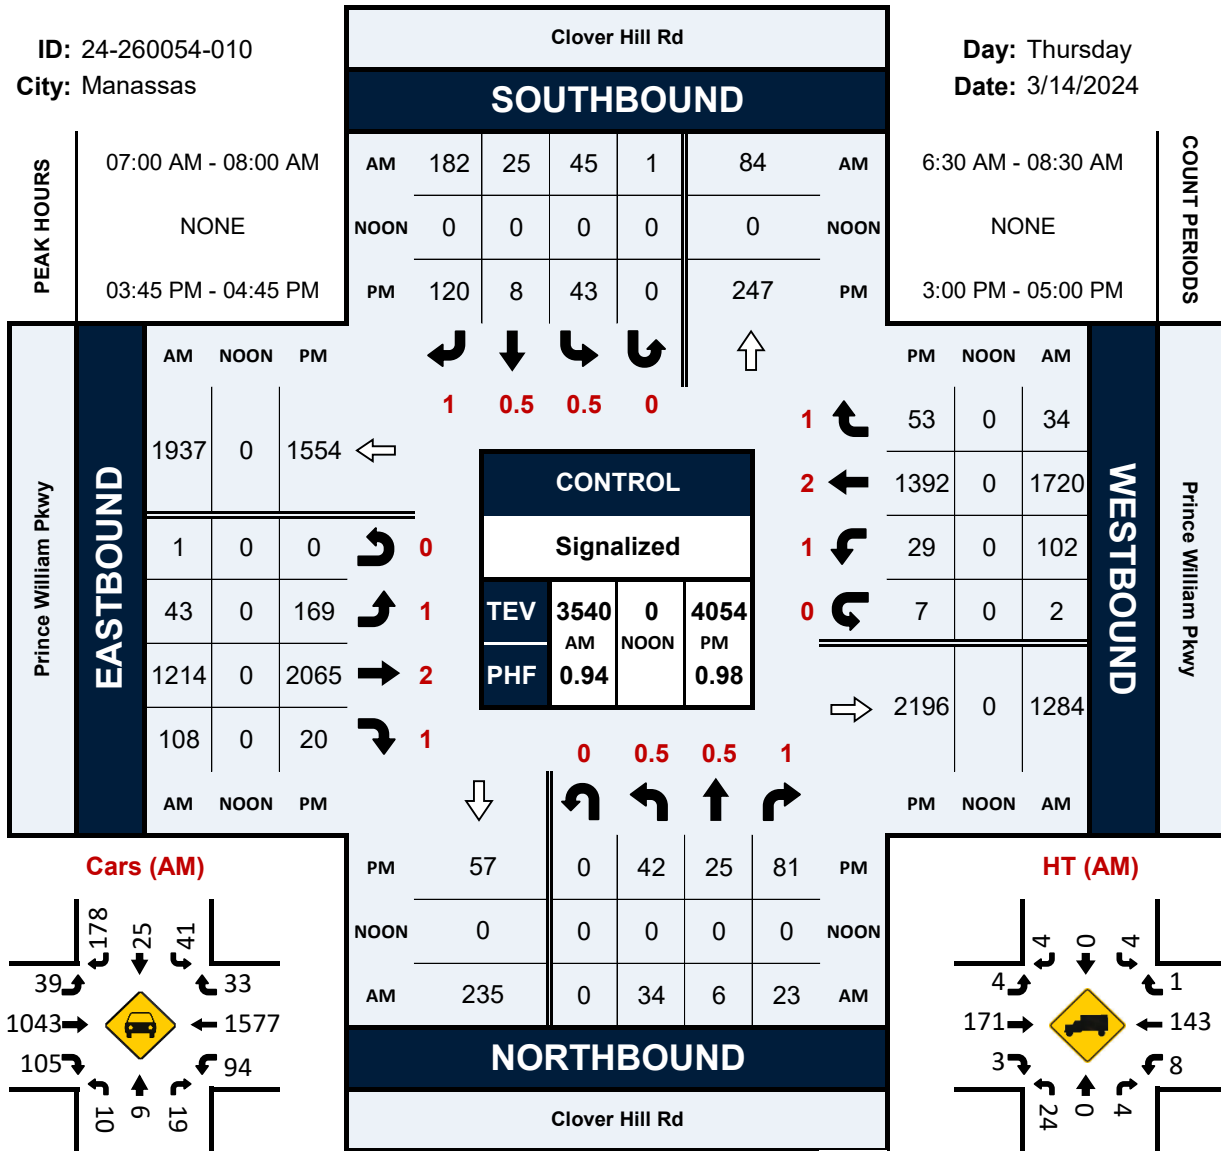 ID: 24-260054-010
City: Manassas
Clover Hill Rd
Day: Thursday
Date: 3/14/2024
SOUTHBOUND
PEAK HOURS
07:00 AM - 08:00 AM
NONE
03:45 PM - 04:45 PM
AM 182 25 45 1 84 AM
NOON 0 0 0 0 0 NOON
PM 120 8 43 0 247 PM
6:30 AM - 08:30 AM
NONE
3:00 PM - 05:00 PM
COUNT PERIODS
1 0.5 0.5 0
Prince William Pkwy
EASTBOUND
AM NOON PM
1937 0 1554
1 0 0 0
43 0 169 1
1214 0 2065 2
108 0 20 1
AM NOON PM
CONTROL
Signalized
TEV 3540 0 4054
AM NOON PM
PHF 0.94 0.98
PM NOON AM
1 53 0 34
2 1392 0 1720
1 29 0 102
0 7 0 2
2196 0 1284
PM NOON AM
WESTBOUND
Prince William Pkwy
0 0.5 0.5 1
PM 57 0 42 25 81 PM
NOON 0 0 0 0 0 NOON
AM 235 0 34 6 23 AM
NORTHBOUND
Clover Hill Rd
Cars (AM)
178 25 41
39 33
1043 1577
105 94
10 6 19
HT (AM)
4 0 4
4 1
171 143
3 8
24 0 4